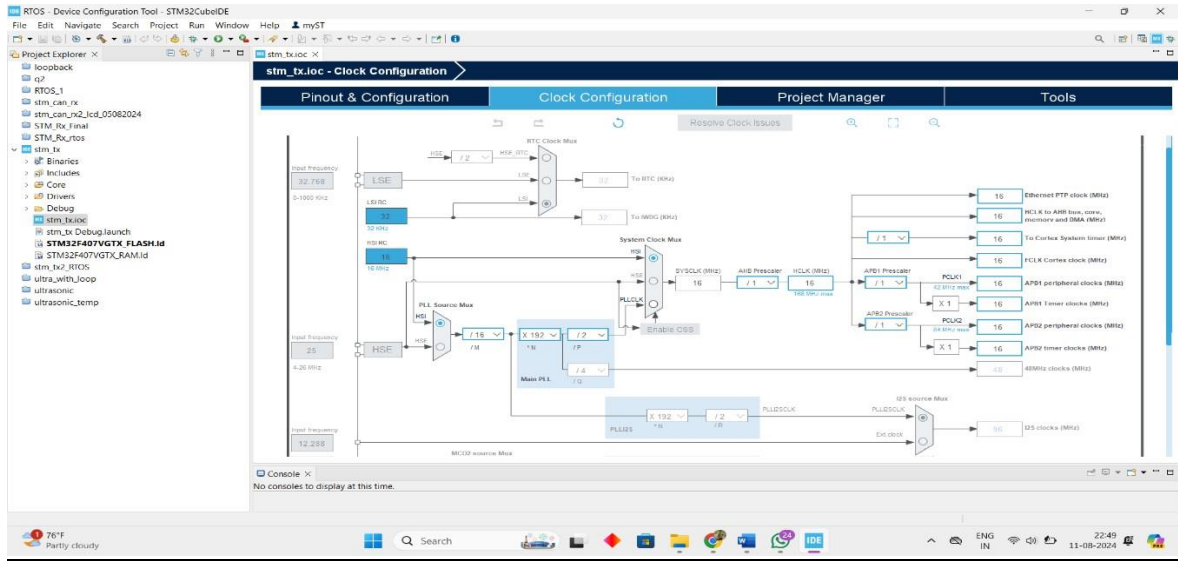 RTOS - Device Configuration Tool - STM32CubeIDE
File Edit Navigate Search Project Run Window Help myST
Project Explorer
stm_tx.ioc
loopback
q2
RTOS_1
stm_can_rx
stm_can_rx2_lcd_05082024
STM_Rx_Final
STM_Rx_rtos
stm_tx
Binaries
Includes
Core
Drivers
Debug
stm_tx.ioc
stm_tx Debug.launch
STM32F407VGTX_FLASH.ld
STM32F407VGTX_RAM.ld
stm_tx2_RTOS
ultra_with_loop
ultrasonic
ultrasonic_temp
stm_tx.ioc - Clock Configuration
Pinout & Configuration Clock Configuration Project Manager Tools
Resolve Clock Issues
RTC Clock Mux
HSE / 2 HSE_RTC
Input frequency
32.768 LSE LSE 32 To RTC (KHz)
0-1000 KHz
LSI RC LSI
32 32 To IWDG (KHz)
32 KHz
HSI RC
16
16 MHz
System Clock Mux
HSI
HSE
PLLCLK
SYSCLK (MHz) AHB Prescaler HCLK (MHz) APB1 Prescaler
16 / 1 16 / 1
168 MHz max
Enable CSS
16 Ethernet PTP clock (MHz)
16 HCLK to AHB bus, core,
memory and DMA (MHz)
/ 1 16 To Cortex System timer (MHz)
16 FCLK Cortex clock (MHz)
PCLK1
42 MHz max 16 APB1 peripheral clocks (MHz)
X 1 16 APB1 Timer clocks (MHz)
APB2 Prescaler PCLK2
/ 1 84 MHz max 16 APB2 peripheral clocks (MHz)
X 1 16 APB2 timer clocks (MHz)
48 48MHz clocks (MHz)
PLL Source Mux
HSI
HSE
/ 16 X 192 / 2
/ M * N / P
/ 4
Main PLL / Q
Input frequency
25 HSE
4-26 MHz
I2S source Mux
X 192 / 2 PLLI2SCLK PLLI2SCLK
PLLI2S * N / R
Ext clock 96 I2S clocks (MHz)
Input frequency
12.288
MCO2 source Mux
Console
No consoles to display at this time.
76°F
Partly cloudy
Search
24
IDE
ENG
IN
22:49
11-08-2024